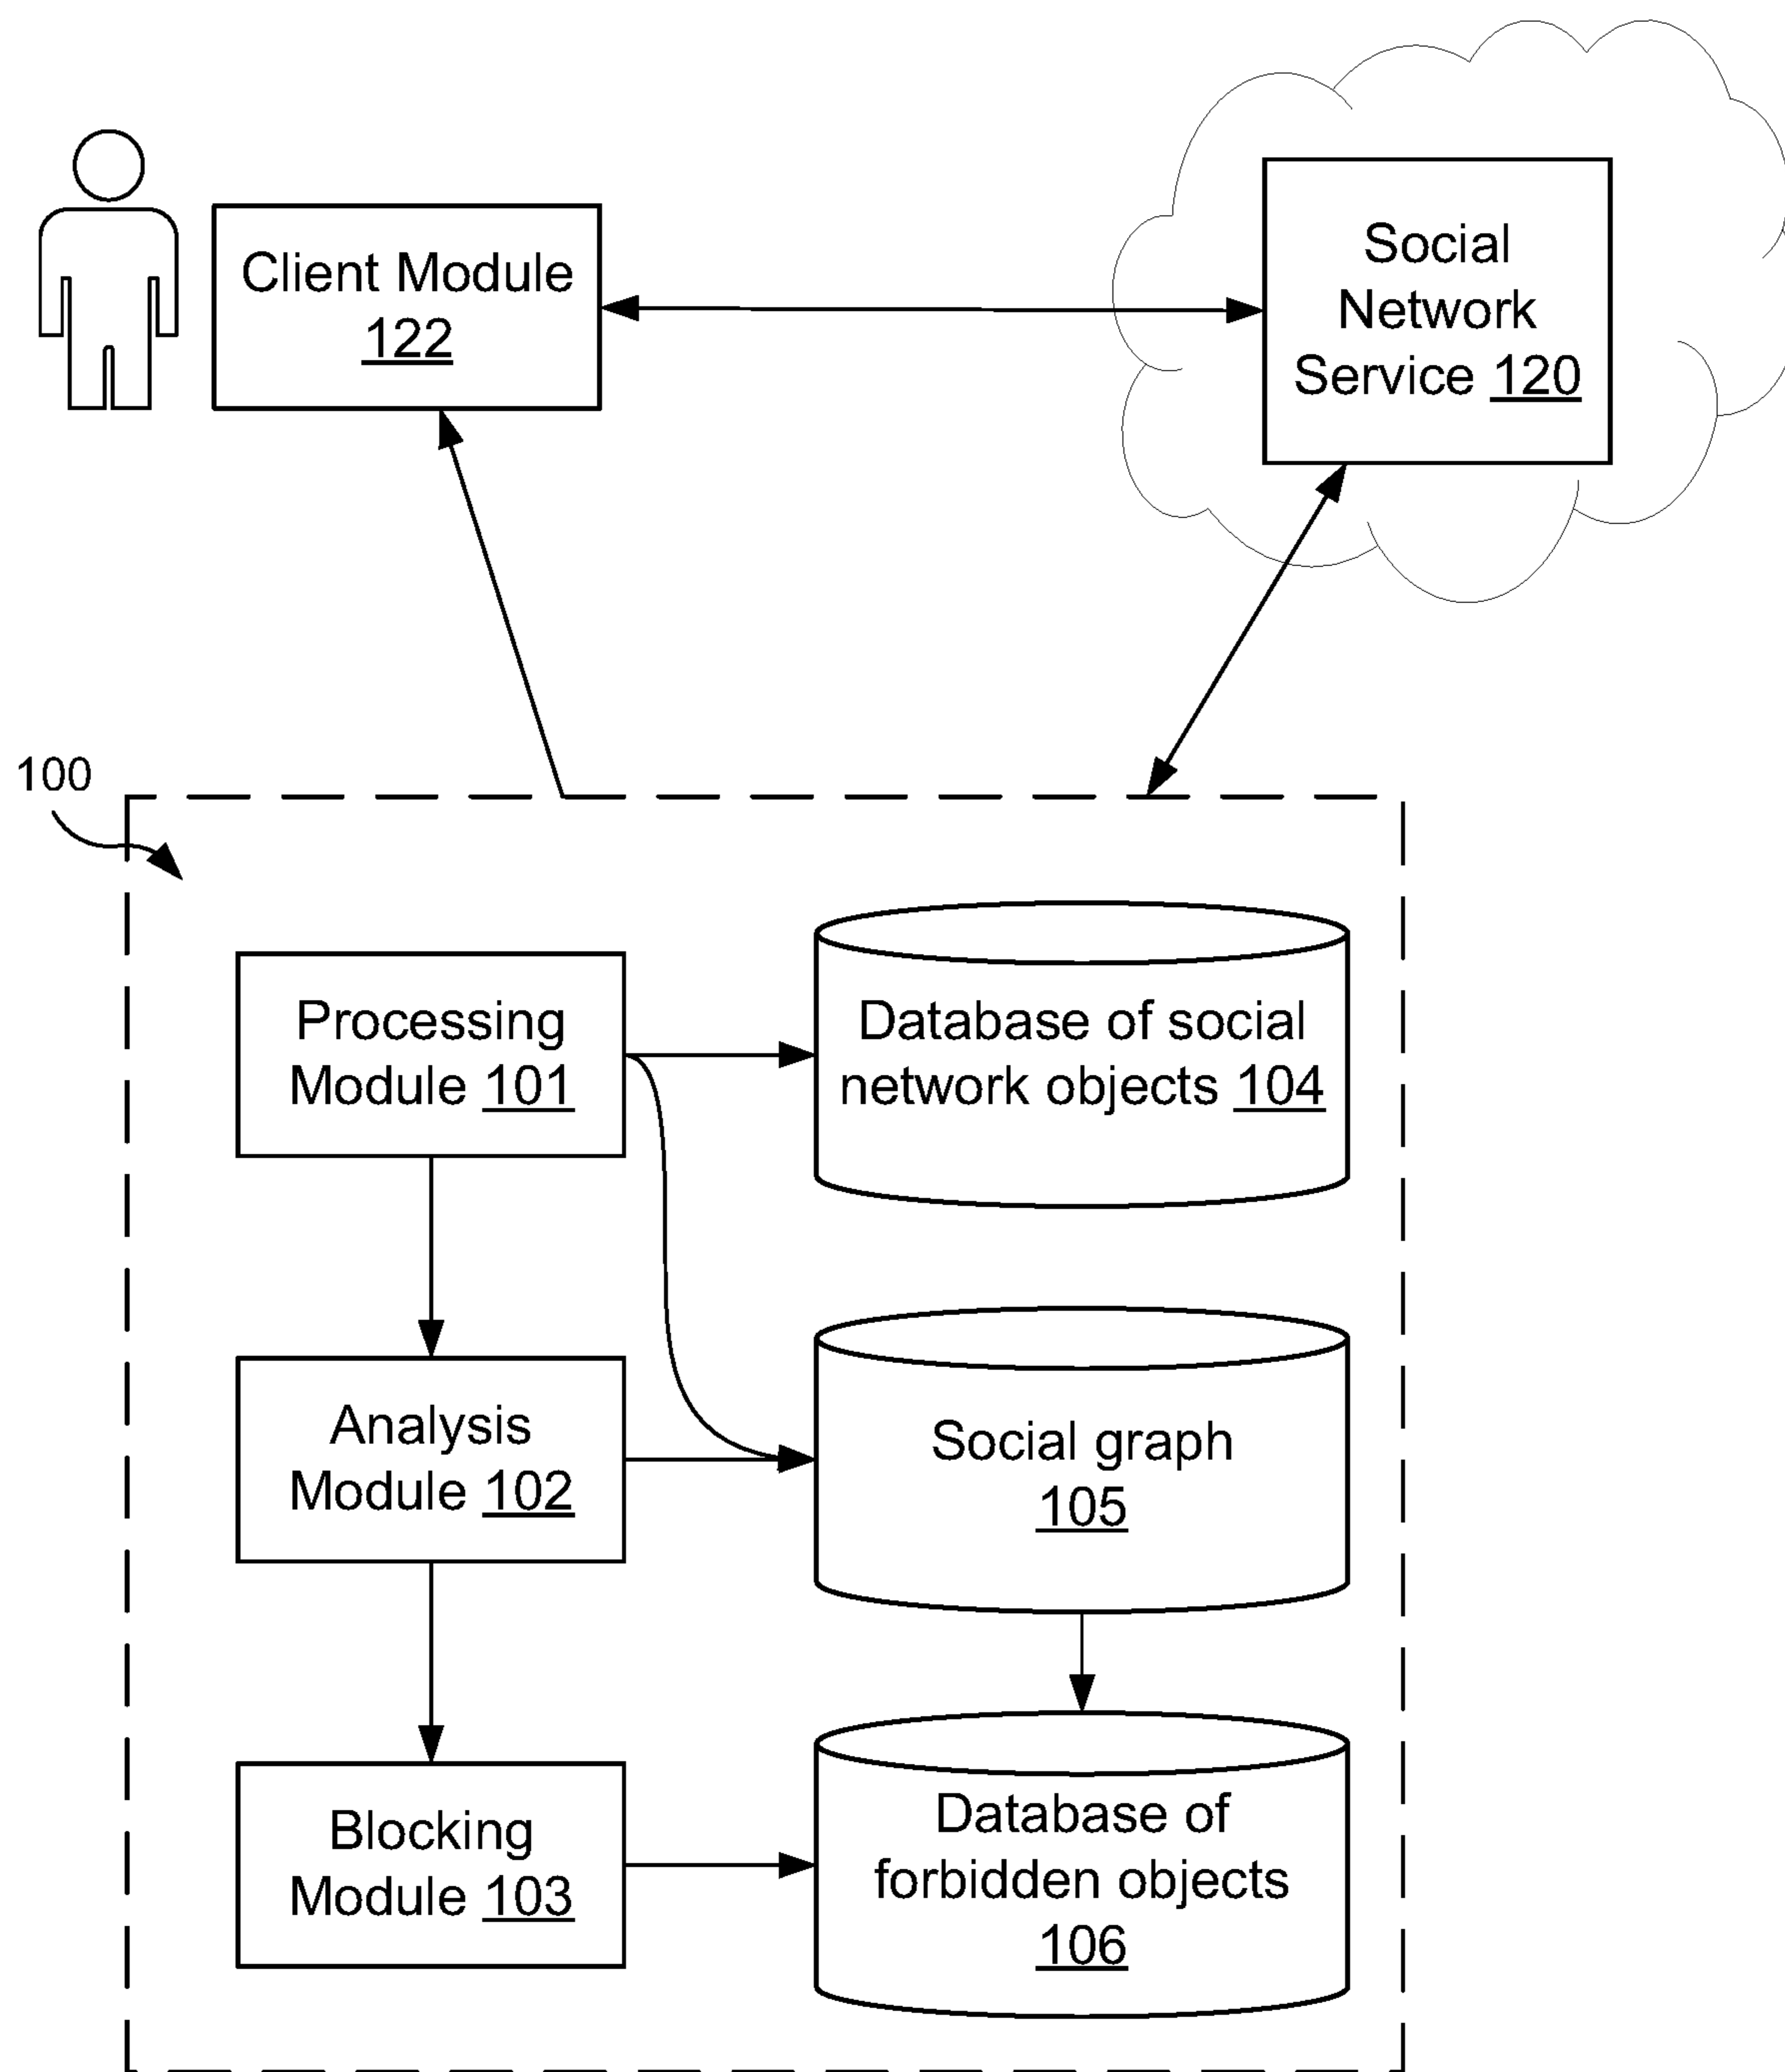 Client Module
122
Social
Network
Service 120
100
Processing
Module 101
Database of social
network objects 104
Analysis
Module 102
Social graph
105
Blocking
Module 103
Database of
forbidden objects
106